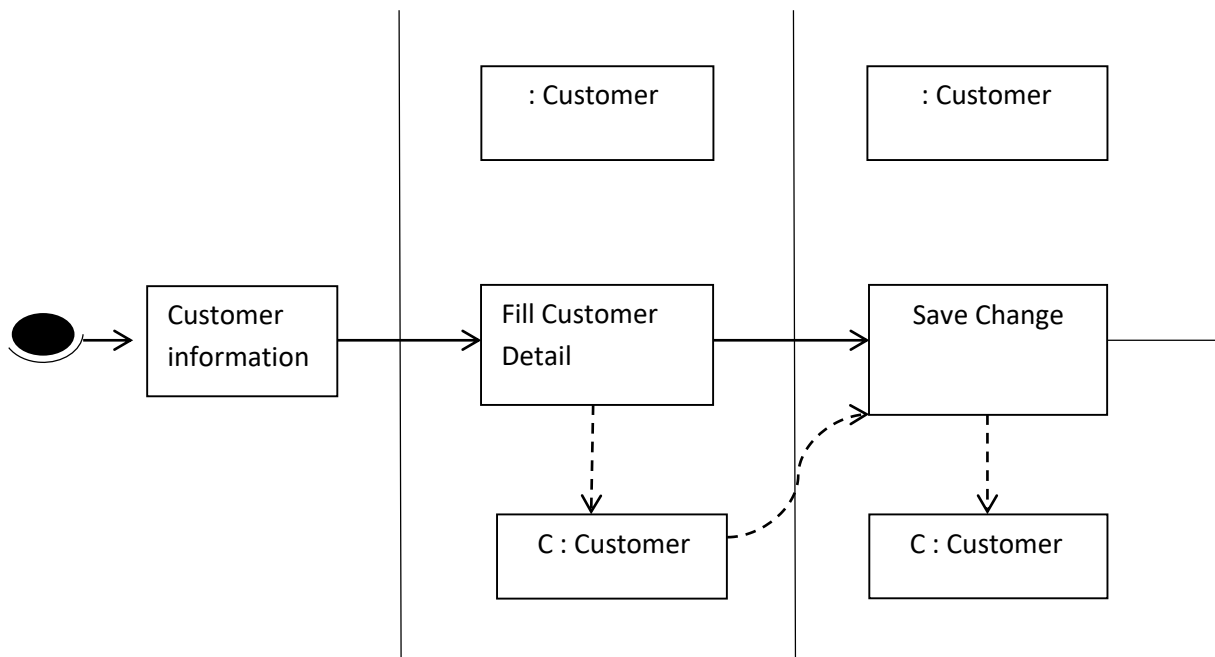 : Customer
: Customer
Customer
information
Fill Customer
Detail
Save Change
C : Customer
C : Customer